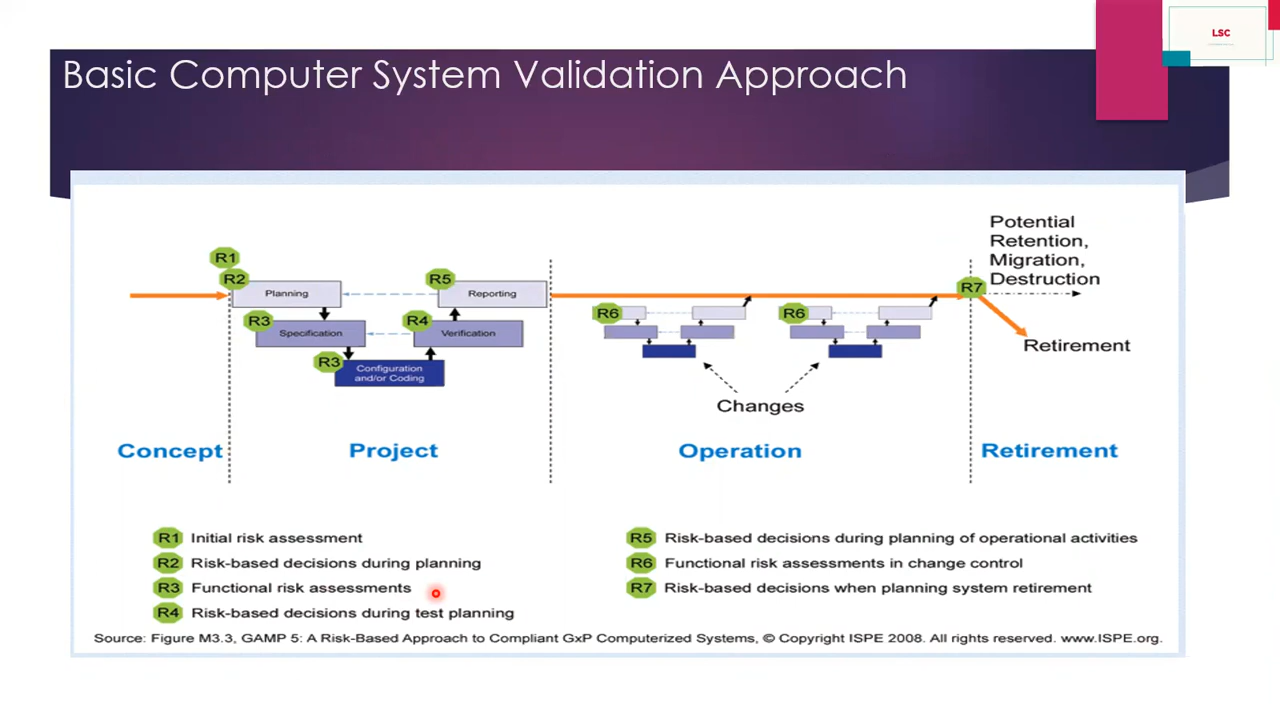 LSC
Basic Computer System Validation Approach
Potential
Retention,
Migration,
Destruction
R1
R2
Planning
R5
Reporting
R7
R3
Specification
R4
Verification
R6
R6
Retirement
R3
Configuration
and/or Coding
Changes
Concept
Project
Operation
Retirement
R1 Initial risk assessment
R2 Risk-based decisions during planning
R3 Functional risk assessments
R4 Risk-based decisions during test planning
R5 Risk-based decisions during planning of operational activities
R6 Functional risk assessments in change control
R7 Risk-based decisions when planning system retirement
Source: Figure M3.3, GAMP 5: A Risk-Based Approach to Compliant GxP Computerized Systems, © Copyright ISPE 2008. All rights reserved. www.ISPE.org.